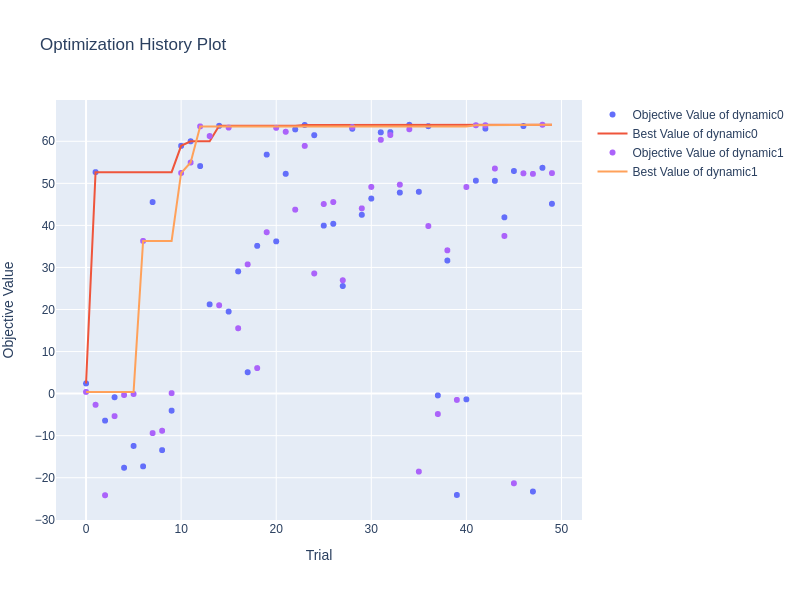 Optimization History Plot
Objective Value of dynamic0
Best Value of dynamic0
Objective Value of dynamic1
Best Value of dynamic1
60
50
40
30
20
10
0
−10
−20
−30
Objective Value
0 10 20 30 40 50
Trial